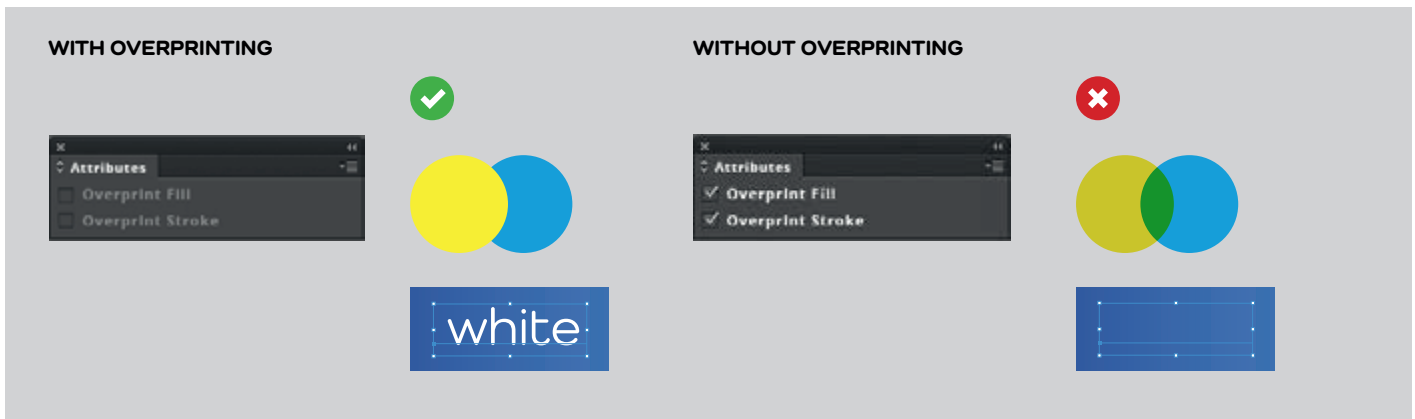 WITH OVERPRINTING
Attributes
Overprint Fill
Overprint Stroke
white
WITHOUT OVERPRINTING
Attributes
Overprint Fill
Overprint Stroke